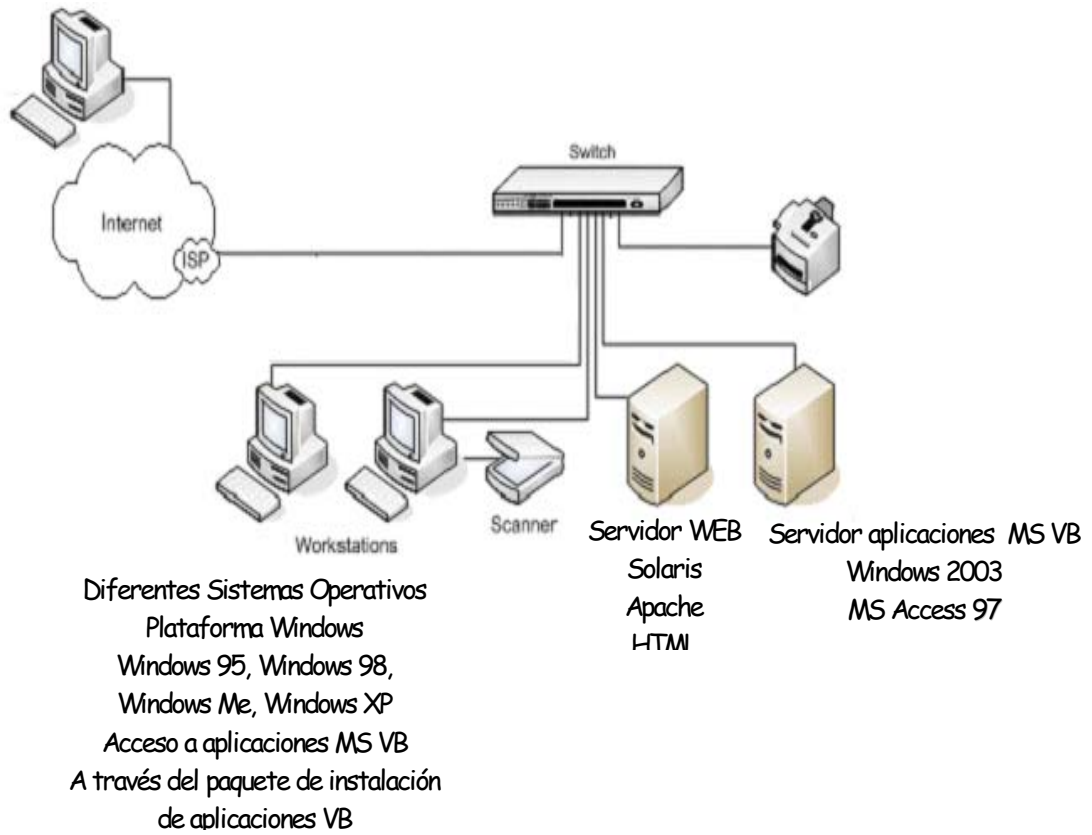 Switch
Internet
ISP
Workstations
Scanner
Servidor WEB
Solaris
Apache
HTML
Servidor aplicaciones MS VB
Windows 2003
MS Access 97
Diferentes Sistemas Operativos
Plataforma Windows
Windows 95, Windows 98,
Windows Me, Windows XP
Acceso a aplicaciones MS VB
A través del paquete de instalación
de aplicaciones VB